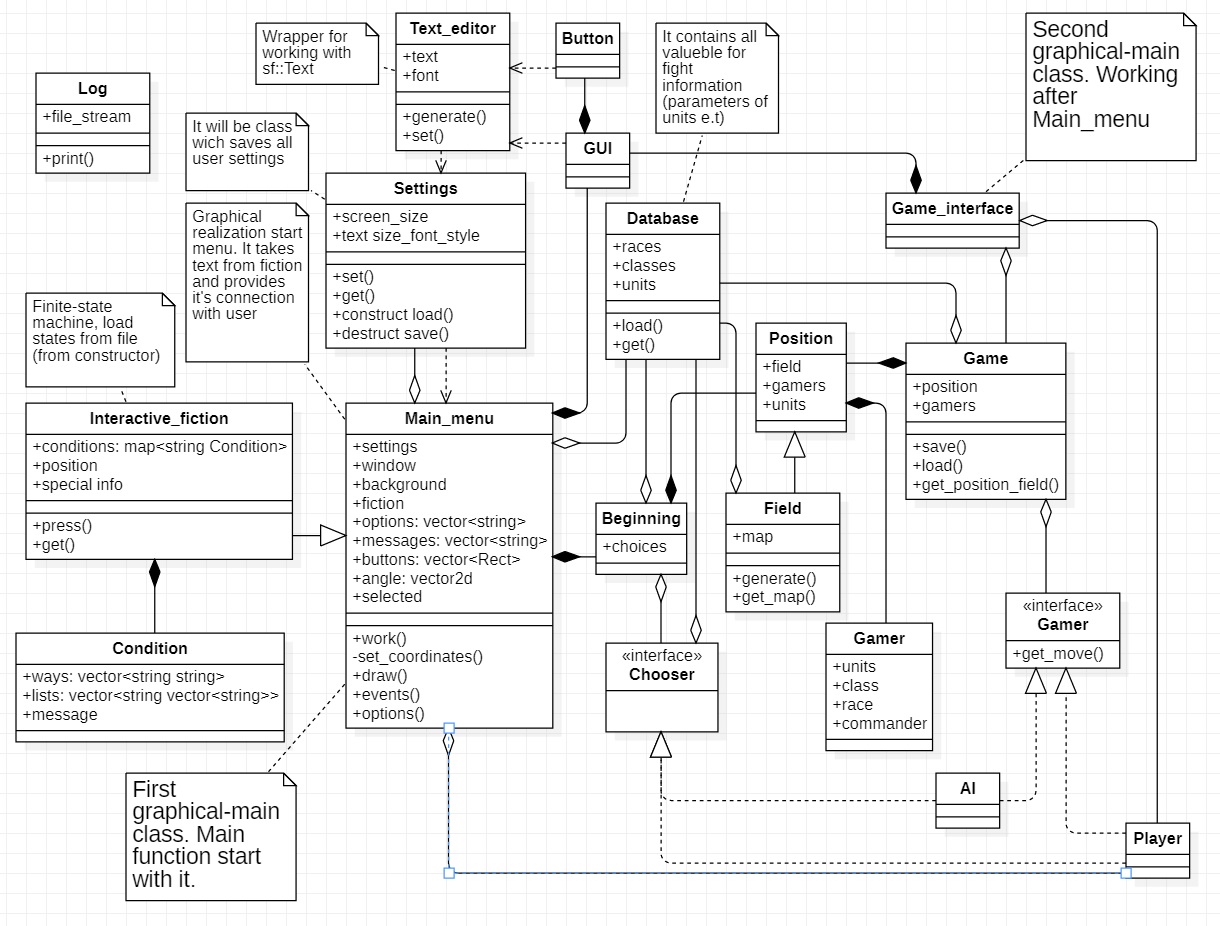 Wrapper for
working with
sf::Text
Text_editor
+text
+font
+generate()
+set()
Button
It contains all
valueble for
fight
information
(parameters of
units e.t)
Second
graphical-main
class. Working
after
Main_menu
Log
+file_stream
+print()
It will be class
wich saves all
user settings
GUI
Settings
+screen_size
+text size_font_style
+set()
+get()
+construct load()
+destruct save()
Graphical
realization start
menu. It takes
text from fiction
and provides
it's connection
with user
Database
+races
+classes
+units
+load()
+get()
Game_interface
Finite-state
machine, load
states from file
(from constructor)
Position
+field
+gamers
+units
Game
+position
+gamers
+save()
+load()
+get_position_field()
Interactive_fiction
+conditions: map<string Condition>
+position
+special info
+press()
+get()
Main_menu
+settings
+window
+background
+fiction
+options: vector<string>
+messages: vector<string>
+buttons: vector<Rect>
+angle: vector2d
+selected
+work()
-set_coordinates()
+draw()
+events()
+options()
Beginning
+choices
Field
+map
+generate()
+get_map()
«interface»
Gamer
+get_move()
Condition
+ways: vector<string string>
+lists: vector<string vector<string>>
+message
«interface»
Chooser
Gamer
+units
+class
+race
+commander
First
graphical-main
class. Main
function start
with it.
AI
Player